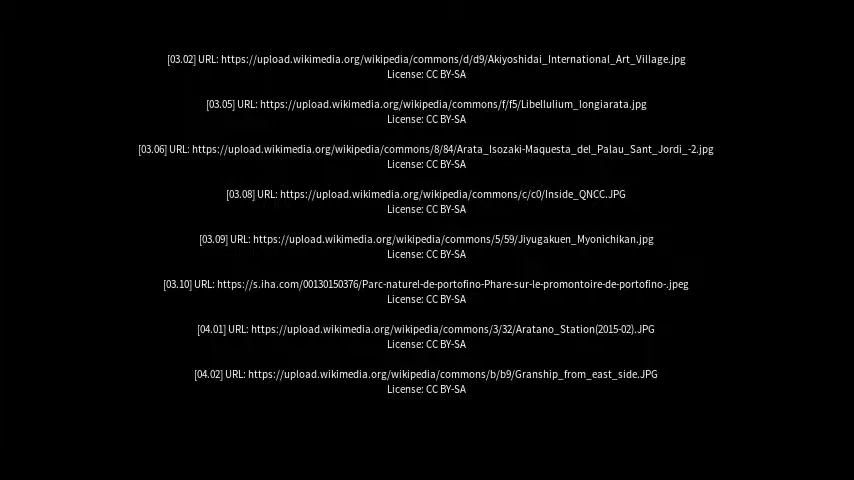 [03.02] URL: https://upload.wikimedia.org/wikipedia/commons/d/d9/Akiyoshidai_International_Art_Village.jpg
License: CC BY-SA
[03.05] URL: https://upload.wikimedia.org/wikipedia/commons/f/f5/Libellulium_longiarata.jpg
License: CC BY-SA
[03.06] URL: https://upload.wikimedia.org/wikipedia/commons/8/84/Arata_Isozaki-Maquesta_del_Palau_Sant_Jordi_-2.jpg
License: CC BY-SA
[03.08] URL: https://upload.wikimedia.org/wikipedia/commons/c/c0/Inside_QNCC.JPG
License: CC BY-SA
[03.09] URL: https://upload.wikimedia.org/wikipedia/commons/5/59/Jiyugakuen_Myonichikan.jpg
License: CC BY-SA
[03.10] URL: https://s.iha.com/00130150376/Parc-naturel-de-portofino-Phare-sur-le-promontoire-de-portofino-.jpeg
License: CC BY-SA
[04.01] URL: https://upload.wikimedia.org/wikipedia/commons/3/32/Aratano_Station(2015-02).JPG
License: CC BY-SA
[04.02] URL: https://upload.wikimedia.org/wikipedia/commons/b/b9/Granship_from_east_side.JPG
License: CC BY-SA